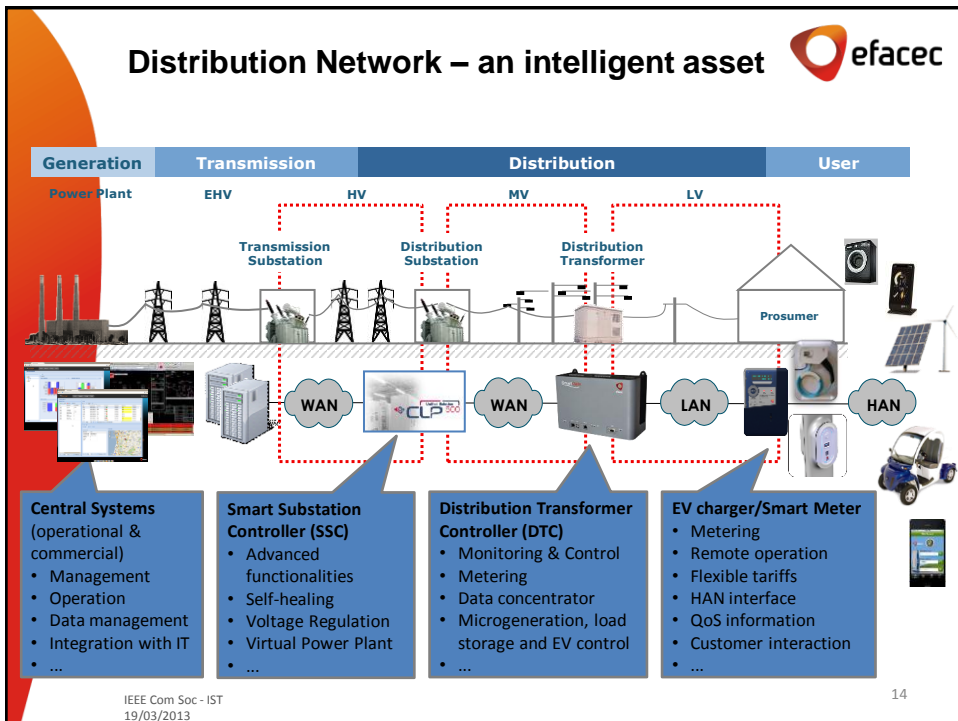 Distribution Network – an intelligent asset
efacec
Generation Transmission Distribution User
Power Plant EHV HV MV LV
Transmission
Substation
Distribution
Substation
Distribution
Transformer
Prosumer
WAN
CLP
500
WAN
LAN
HAN
Central Systems
(operational &
commercial)
• Management
• Operation
• Data management
• Integration with IT
• ...
Smart Substation
Controller (SSC)
• Advanced
functionalities
• Self-healing
• Voltage Regulation
• Virtual Power Plant
• ...
Distribution Transformer
Controller (DTC)
• Monitoring & Control
• Metering
• Data concentrator
• Microgeneration, load
storage and EV control
• ...
EV charger/Smart Meter
• Metering
• Remote operation
• Flexible tariffs
• HAN interface
• QoS information
• Customer interaction
• ...
IEEE Com Soc - IST
19/03/2013
14